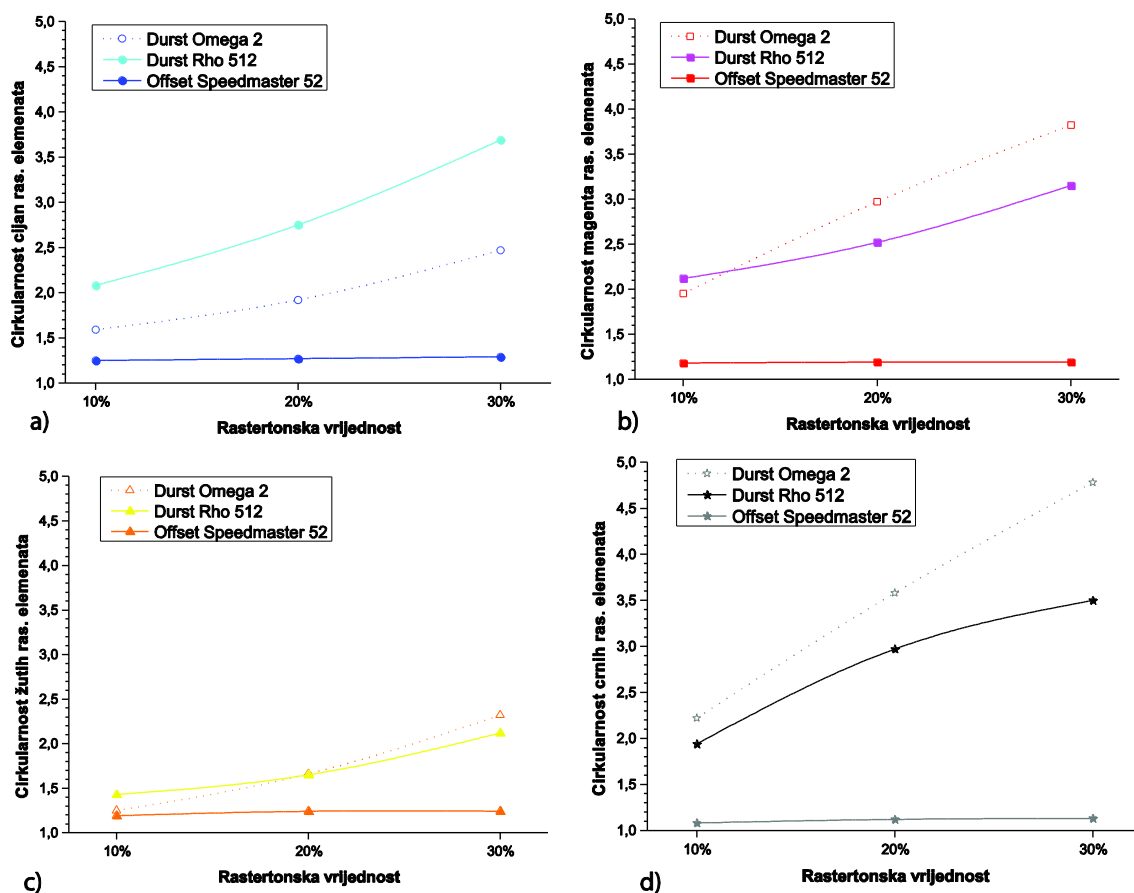 5,0
4,5
4,0
3,5
3,0
2,5
2,0
1,5
1,0
Cirkularnost cijan ras. elemenata
Durst Omega 2
Durst Rho 512
Offset Speedmaster 52
10%
20%
30%
Rastertonska vrijednost
a)
5,0
4,5
4,0
3,5
3,0
2,5
2,0
1,5
1,0
Cirkularnost magenta ras. elemenata
Durst Omega 2
Durst Rho 512
Offset Speedmaster 52
10%
20%
30%
Rastertonska vrijednost
b)
5,0
4,5
4,0
3,5
3,0
2,5
2,0
1,5
1,0
Cirkularnost žutih ras. elemenata
Durst Omega 2
Durst Rho 512
Offset Speedmaster 52
10%
20%
30%
Rastertonska vrijednost
c)
5,0
4,5
4,0
3,5
3,0
2,5
2,0
1,5
1,0
Cirkularnost crnih ras. elemenata
Durst Omega 2
Durst Rho 512
Offset Speedmaster 52
10%
20%
30%
Rastertonska vrijednost
d)